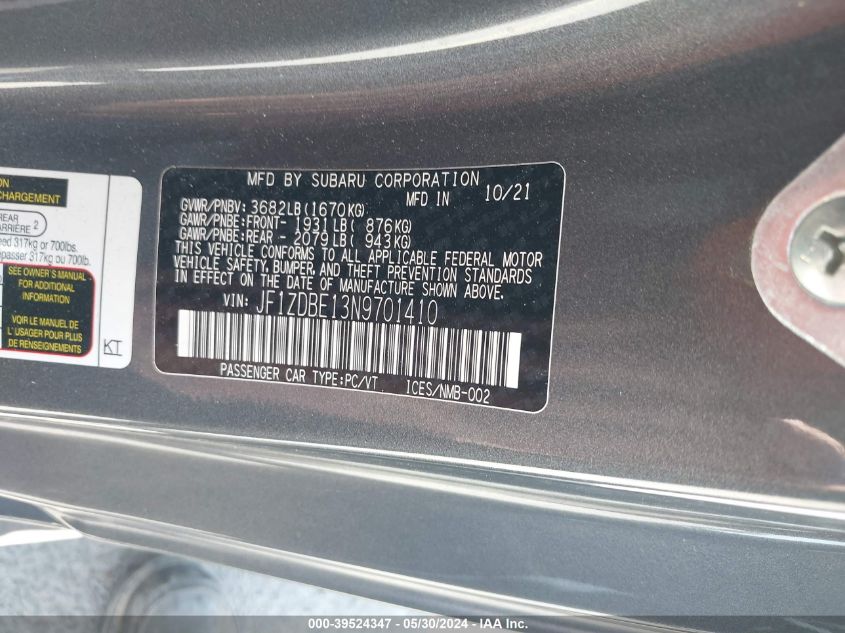 ON
CHARGEMENT
REAR
ARRIÈRE 2
eed 317kg or 700lbs.
epasser 317kg ou 700lb.
SEE OWNER'S MANUAL
FOR ADDITIONAL
INFORMATION
VOIR LE MANUEL DE
L'USAGER POUR PLUS
DE RENSEIGNEMENTS
KT
MFD BY SUBARU CORPORATION
MFD IN 10/21
GVWR/PNBV: 3682LB(1670KG)
GAWR/PNBE:FRONT- 1931LB( 876KG)
GAWR/PNBE:REAR - 2079LB( 943KG)
THIS VEHICLE CONFORMS TO ALL APPLICABLE FEDERAL MOTOR
VEHICLE SAFETY, BUMPER, AND THEFT PREVENTION STANDARDS
IN EFFECT ON THE DATE OF MANUFACTURE SHOWN ABOVE.
VIN: JF1ZDBE13N9701410
PASSENGER CAR TYPE:PC/VT ICES/NMB-002
000-39524347 - 05/30/2024 - IAA Inc.